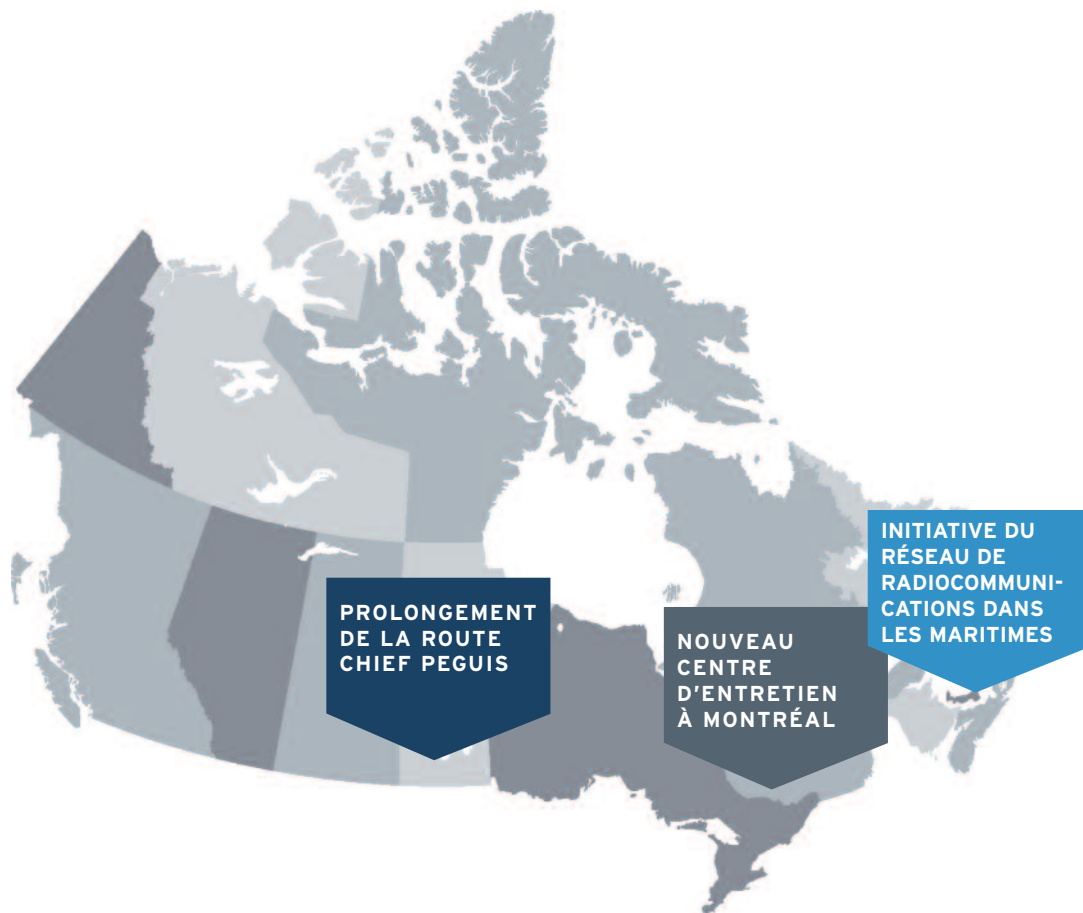 PROLONGEMENT
DE LA ROUTE
CHIEF PEGUIS
NOUVEAU
CENTRE
D'ENTRETIEN
À MONTRÉAL
INITIATIVE DU
RÉSEAU DE
RADIOCOMMUNI-
CATIONS DANS
LES MARITIMES